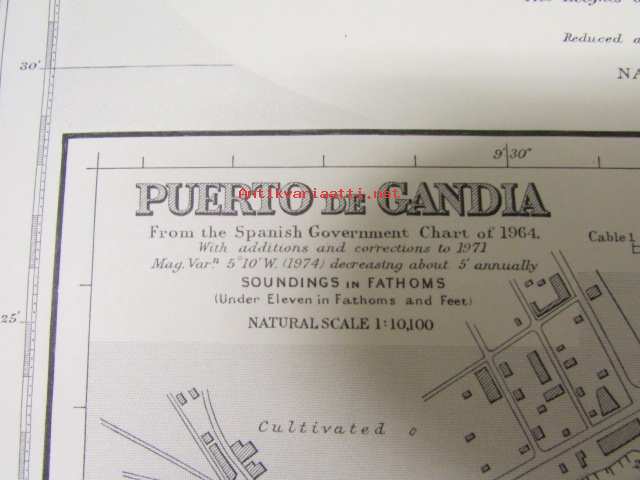 Reduced a
30'
NA
9' 30"
PUERTO DE GANDIA
Antikvariaatti.net
From the Spanish Government Chart of 1964.
Cable 1
With additions and corrections to 1971
Mag. Varⁿ. 5°10'W. (1974) decreasing about 5' annually
SOUNDINGS IN FATHOMS
(Under Eleven in Fathoms and Feet)
25'
NATURAL SCALE 1:10,100
Cultivated